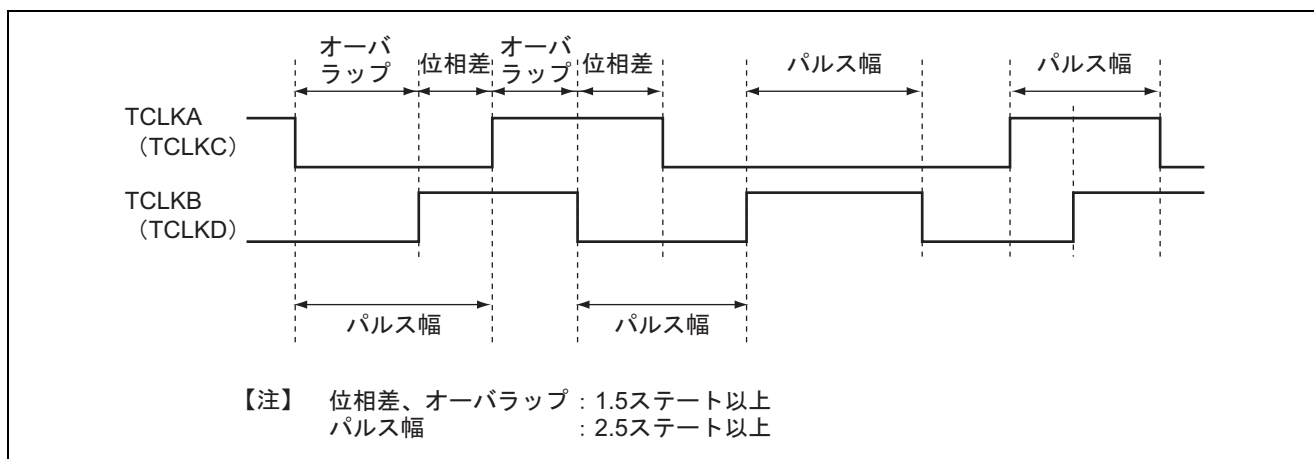 オーバ
ラップ
位相差
オーバ
ラップ
位相差
パルス幅
パルス幅
TCLKA
（TCLKC）
TCLKB
（TCLKD）
パルス幅
パルス幅
【注】 位相差、オーバラップ : 1.5ステート以上
パルス幅 : 2.5ステート以上